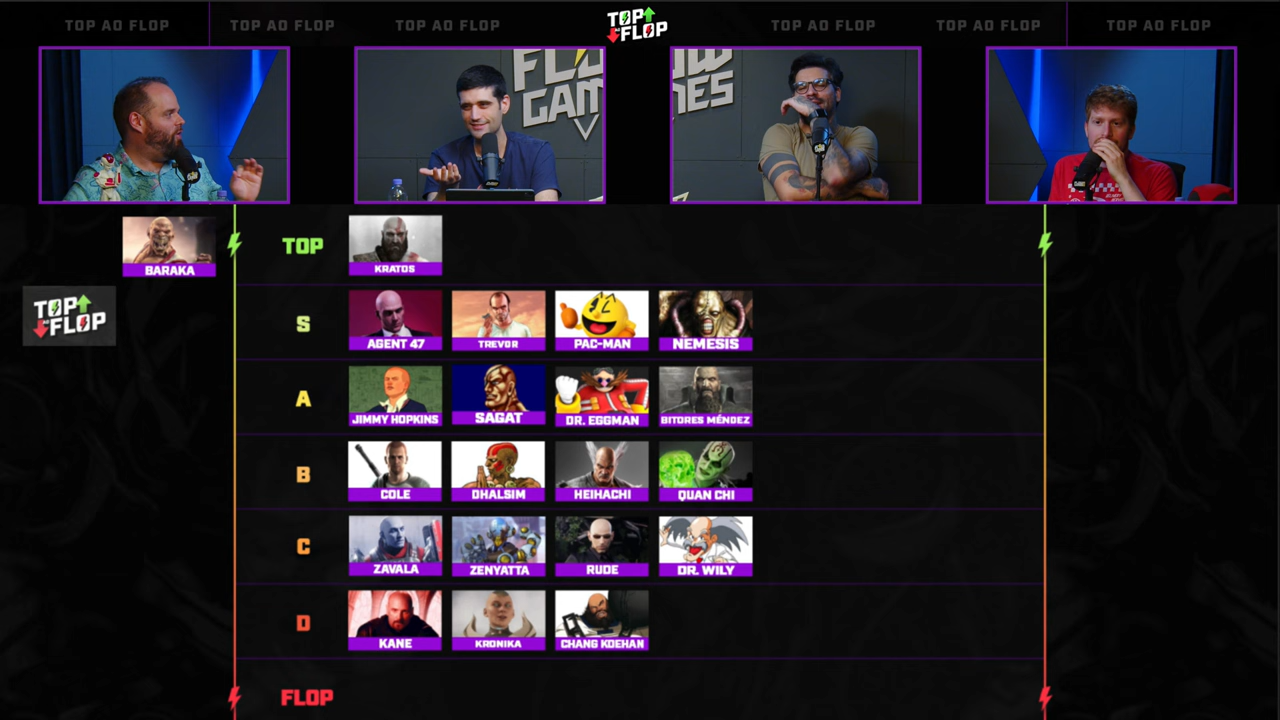 TOP AO FLOP
TOP AO FLOP
TOP AO FLOP
TOP AO FLOP
TOP AO FLOP
TOP AO FLOP
TOP AO FLOP
BARAKA
TOP
KRATOS
TOP AO FLOP
S
AGENT 47
TREVOR
PAC-MAN
NEMESIS
A
JIMMY HOPKINS
SAGAT
DR. EGGMAN
BITORES MÉNDEZ
B
COLE
DHALSIM
HEIHACHI
QUAN CHI
C
ZAVALA
ZENYATTA
RUDE
DR. WILY
D
KANE
KRONIKA
CHANG KOEHAN
FLOP